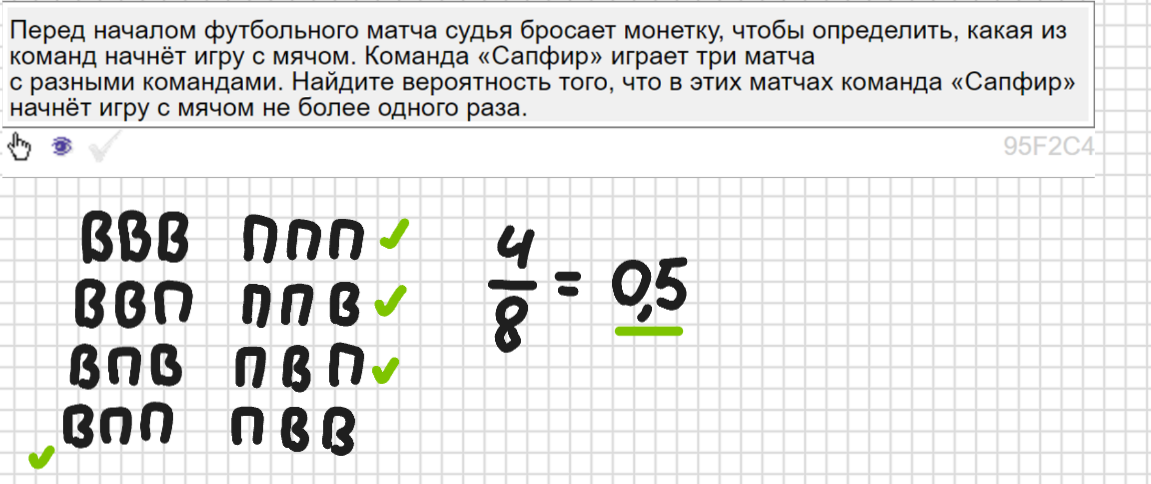 Перед началом футбольного матча судья бросает монетку, чтобы определить, какая из
команд начнёт игру с мячом. Команда «Сапфир» играет три матча
с разными командами. Найдите вероятность того, что в этих матчах команда «Сапфир»
начнёт игру с мячом не более одного раза.
95F2C4
ВВВ ППП ✓
ВВП ППВ ✓
ВПВ ПВП ✓
✓ ВПП ПВВ
4/8 = 0,5